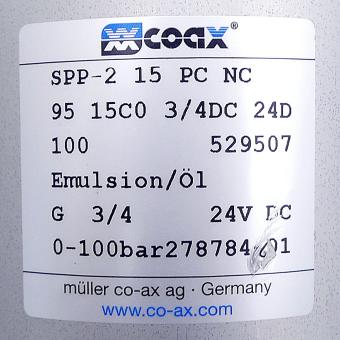 coax®
SPP-2 15 PC NC
95 15C0 3/4DC 24D
100 529507
Emulsion/Öl
G 3/4 24V DC
0-100bar278784/01
müller co-ax ag · Germany
www.co-ax.com